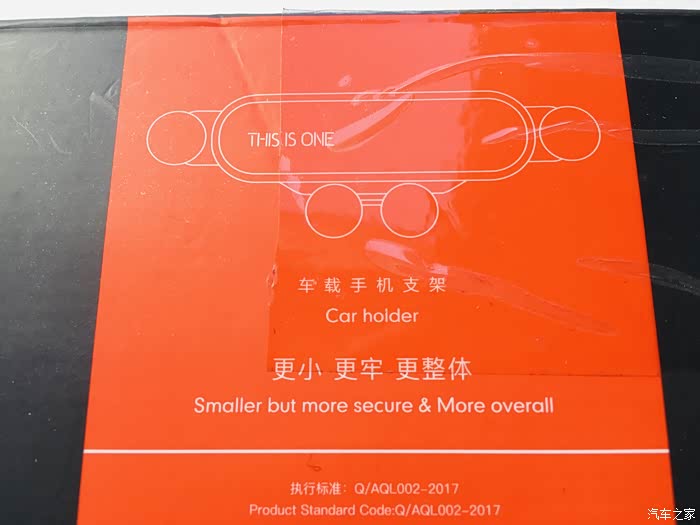 THIS IS ONE
车载手机支架
Car holder
更小 更牢 更整体
Smaller but more secure & More overall
执行标准：Q/AQL002-2017
Product Standard Code:Q/AQL002-2017
汽车之家